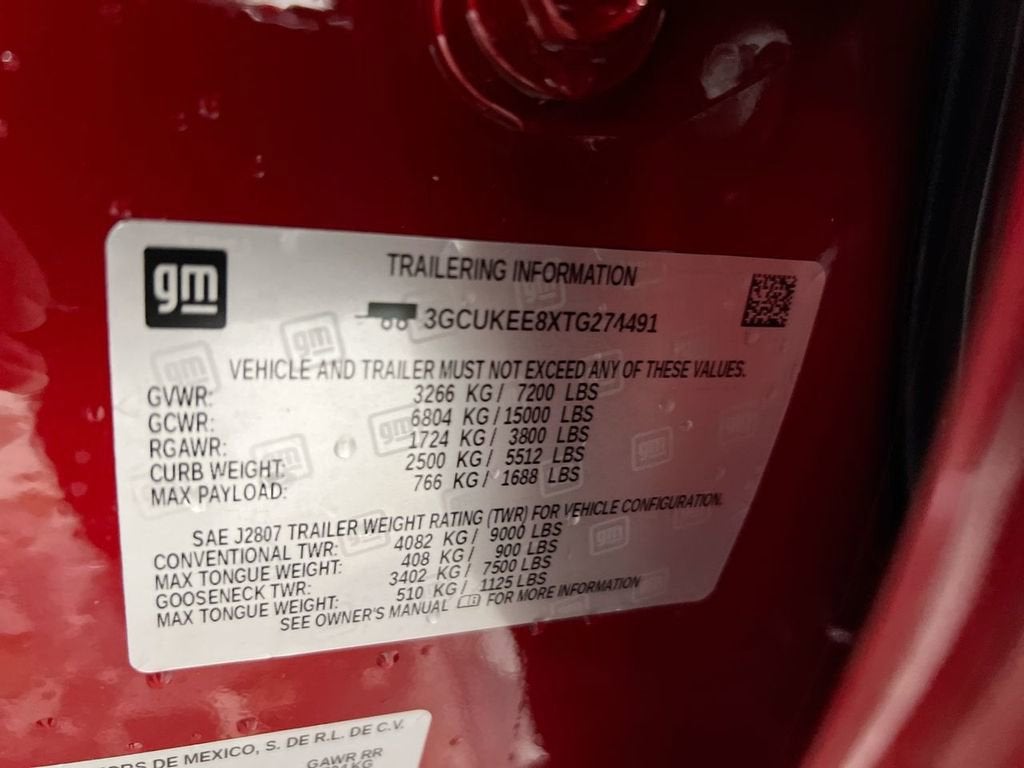 gm
TRAILERING INFORMATION
3GCUKEE8XTG274491
VEHICLE AND TRAILER MUST NOT EXCEED ANY OF THESE VALUES.
GVWR: 3266 KG / 7200 LBS
GCWR: 6804 KG / 15000 LBS
RGAWR: 1724 KG / 3800 LBS
CURB WEIGHT: 2500 KG / 5512 LBS
MAX PAYLOAD: 766 KG / 1688 LBS
SAE J2807 TRAILER WEIGHT RATING (TWR) FOR VEHICLE CONFIGURATION.
CONVENTIONAL TWR: 4082 KG / 9000 LBS
MAX TONGUE WEIGHT: 408 KG / 900 LBS
GOOSENECK TWR: 3402 KG / 7500 LBS
MAX TONGUE WEIGHT: 510 KG / 1125 LBS
SEE OWNER'S MANUAL FOR MORE INFORMATION
DE MEXICO, S. DE R.L. DE C.V.
GAWR RR
KG